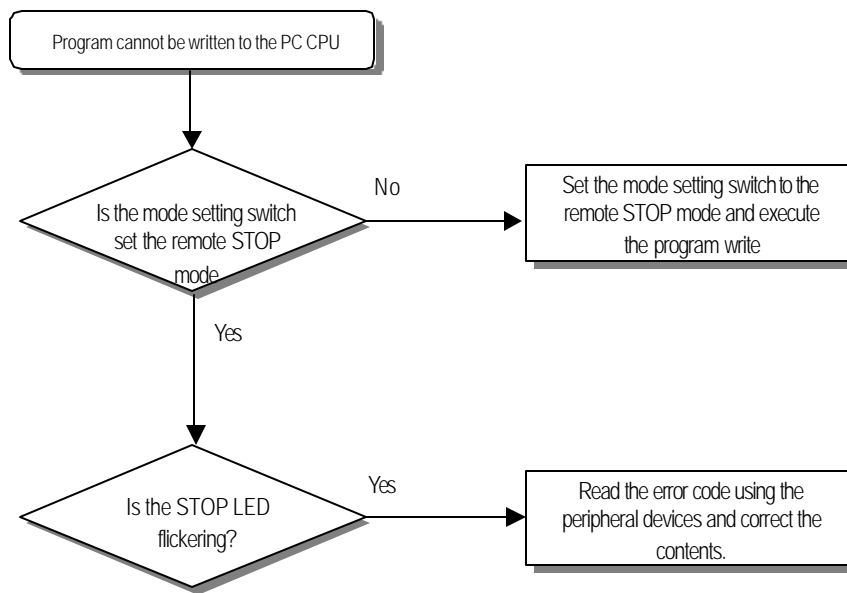 Program cannot be written to the PC CPU
Is the mode setting switch
set the remote STOP
mode
No
Set the mode setting switch to the
remote STOP mode and execute
the program write
Yes
Is the STOP LED
flickering?
Yes
Read the error code using the
peripheral devices and correct the
contents.